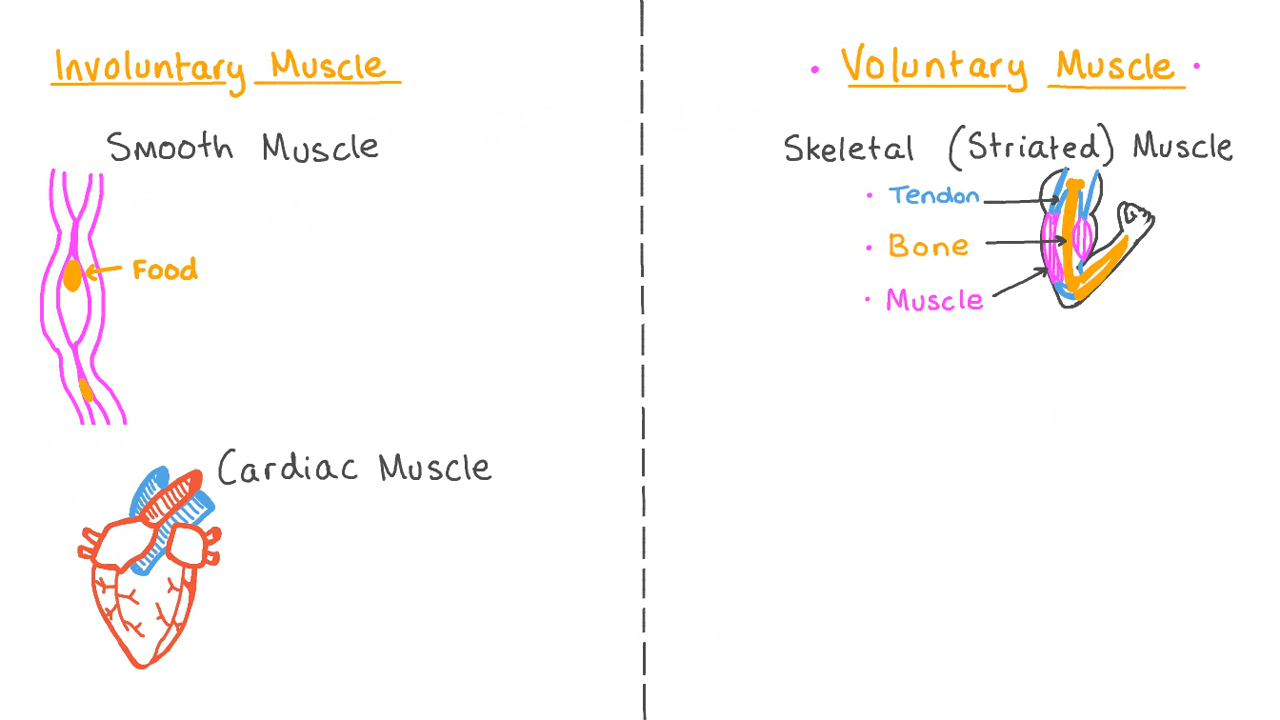 Involuntary Muscle
Smooth Muscle
Food
Cardiac Muscle
• Voluntary Muscle •
Skeletal (Striated) Muscle
• Tendon
• Bone
• Muscle